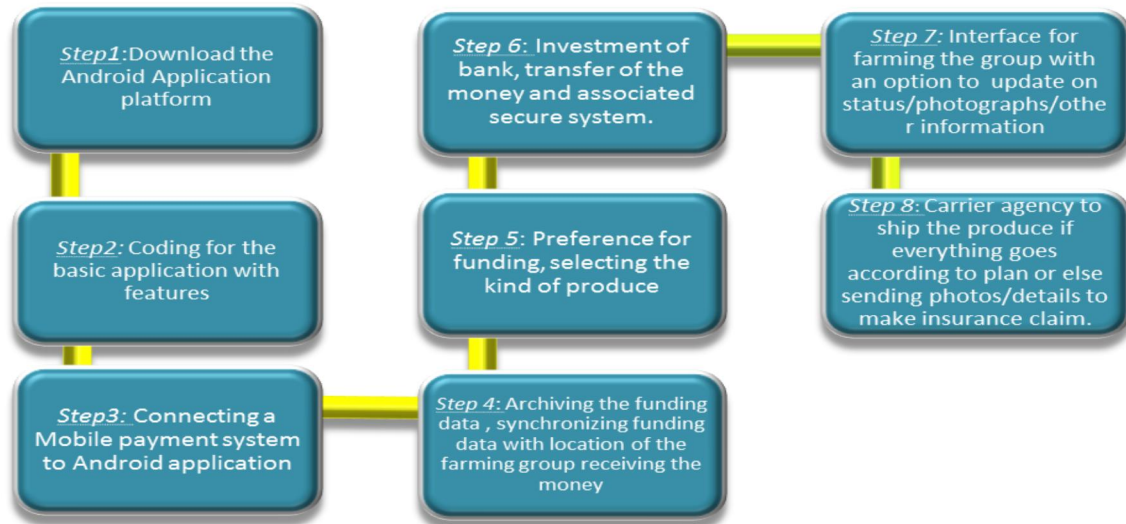 Step1:Download the
Android Application
platform
Step2: Coding for the
basic application with
features
Step3: Connecting a
Mobile payment system
to Android application
Step 4: Archiving the funding
data , synchronizing funding
data with location of the
farming group receiving the
money
Step 5: Preference for
funding, selecting the
kind of produce
Step 6: Investment of
bank, transfer of the
money and associated
secure system.
Step 7: Interface for
farming the group with
an option to update on
status/photographs/othe
r information
Step 8: Carrier agency to
ship the produce if
everything goes
according to plan or else
sending photos/details to
make insurance claim.